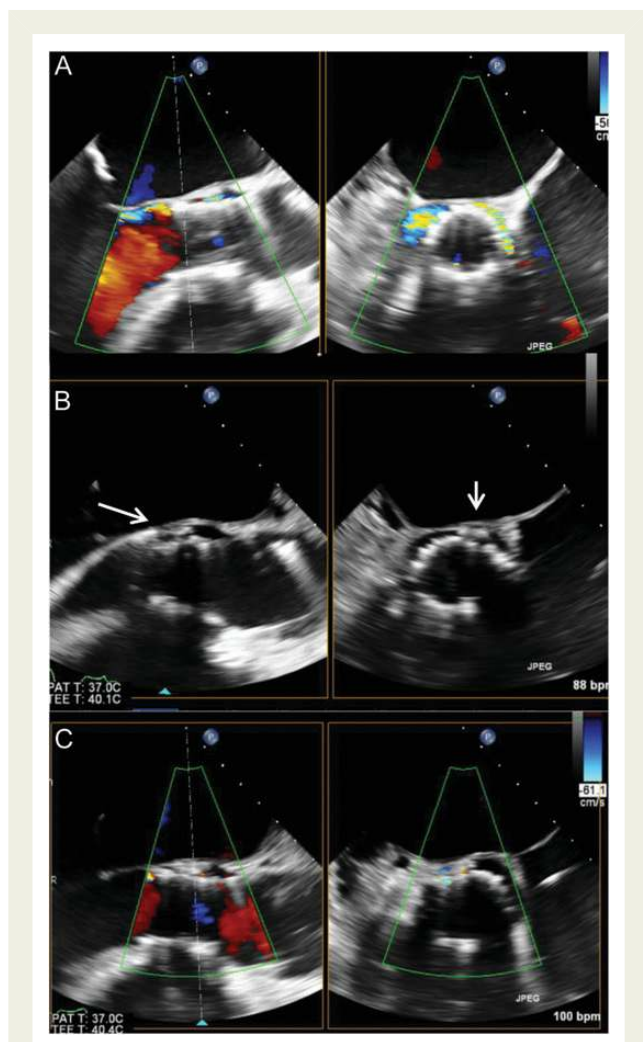 A
P
P
-50
cm
JPEG
B
P
P
PAT T: 37.0C
TEE T: 40.1C
JPEG
88 bpm
C
P
P
-61.1
cm/s
PAT T: 37.0C
TEE T: 40.4C
JPEG
100 bpm